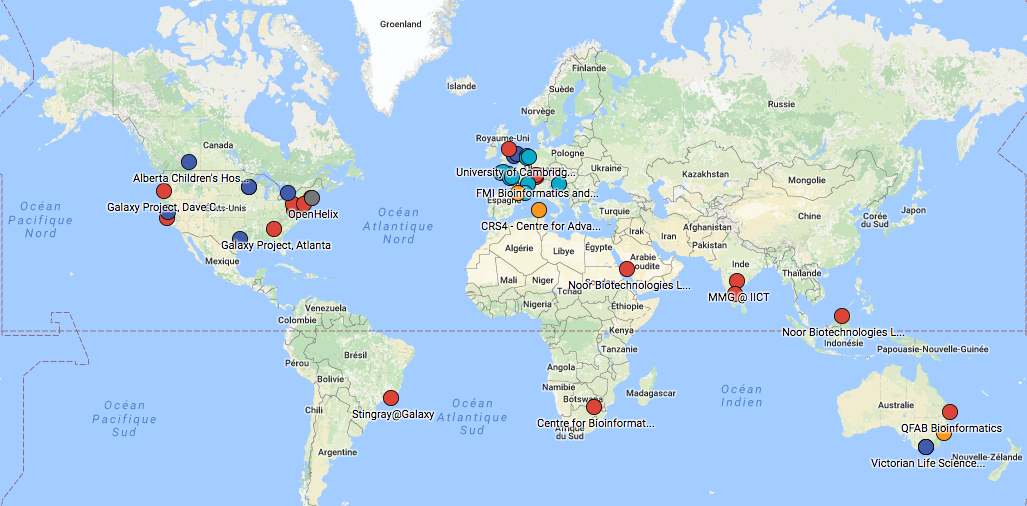 Groenland
Islande
Finlande
Suède
Norvège
Russie
Canada
Royaume-Uni
Pologne
Alberta Children's Hos...
University of Cambridg...
Ukraine
Kazakhstan
Mongolie
FMI Bioinformatics and...
Espagne
Galaxy Project, Dave C...
OpenHelix
Océan
Pacifique
Nord
Océan
Atlantique
Nord
Turquie
Chine
Corée
du Sud
Japon
CRS4 - Centre for Adva...
Irak
Iran
Afghanistan
Pakistan
Galaxy Project, Atlanta
Mexique
Algérie
Libye
Égypte
Arabie
Inde
Noor Biotechnologies L...
Mali
Niger
Tchad
Thaïlande
MMG @ IICT
Venezuela
Colombie
Nigeria
Éthiopie
Kenya
Noor Biotechnologies L...
Indonésie
Papouasie-Nouvelle-Guinée
Brésil
Pérou
Tanzanie
Bolivie
Angola
Namibie
Botswana
Madagascar
Océan
Indien
Océan
Pacifique
Sud
Chili
Stingray@Galaxy
Océan
Atlantique
Sud
Centre for Bioinformat...
du Sud
Australie
QFAB Bioinformatics
Argentine
Victorian Life Science...
Nouvelle-Zélande